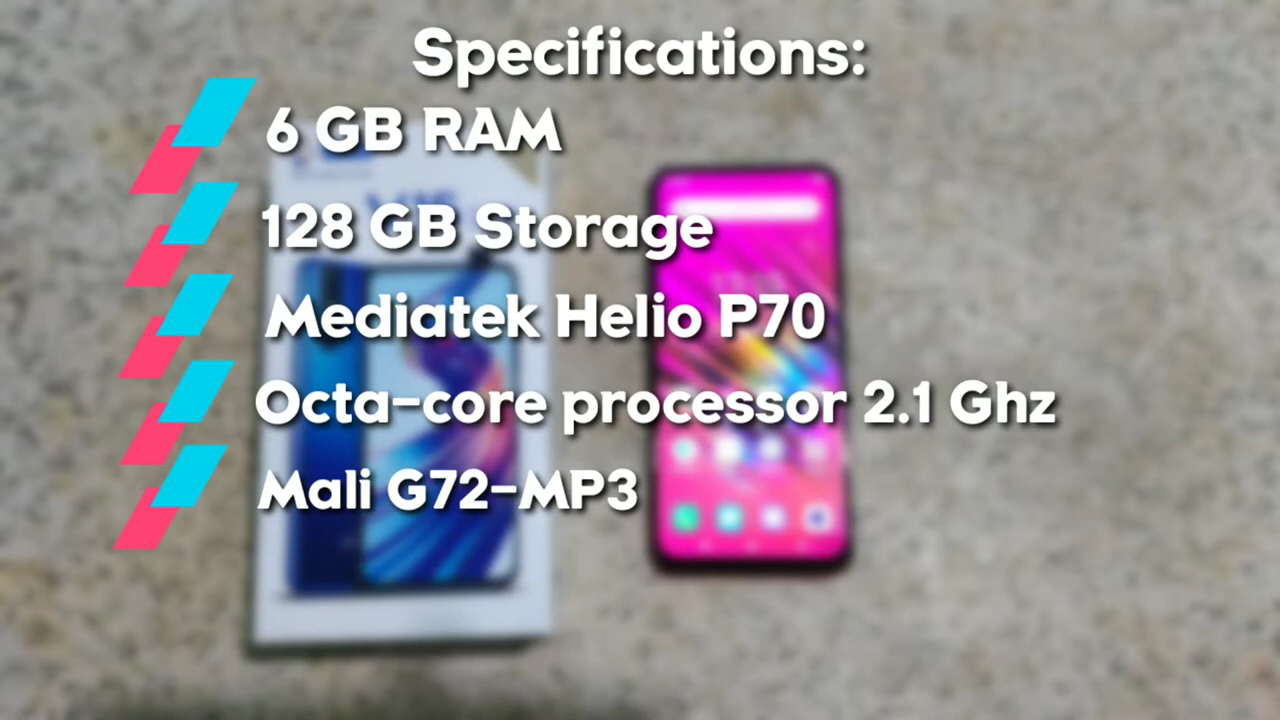 Specifications:
6 GB RAM
128 GB Storage
Mediatek Helio P70
Octa-core processor 2.1 Ghz
Mali G72-MP3